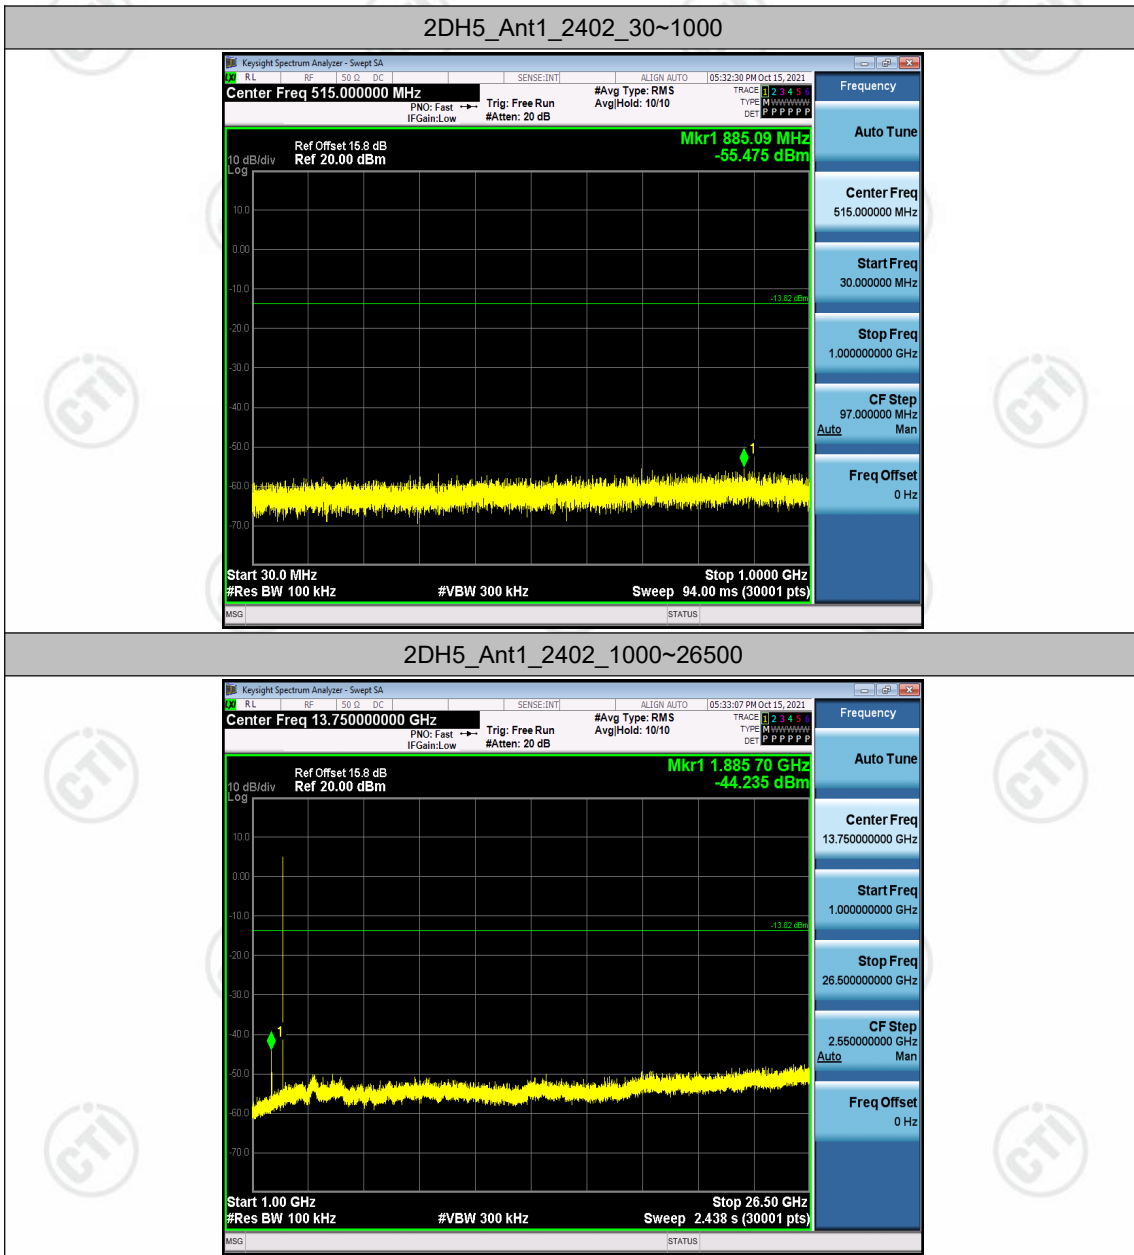 2DH5_Ant1_2402_30~1000
Keysight Spectrum Analyzer - Swept SA
LXI RL RF 50 Ω DC SENSE:INT ALIGN AUTO 05:32:30 PM Oct 15, 2021
Center Freq 515.000000 MHz #Avg Type: RMS TRACE 1 2 3 4 5 6
PNO: Fast Trig: Free Run Avg|Hold: 10/10 TYPE M WWWWW
IFGain:Low #Atten: 20 dB DET P P P P P P
Frequency
Auto Tune
Mkr1 885.09 MHz
Ref Offset 15.8 dB
10 dB/div Ref 20.00 dBm -55.475 dBm
Log
Center Freq
515.000000 MHz
10.0
0.00
Start Freq
30.000000 MHz
-10.0
-13.82 dBm
-20.0
Stop Freq
1.000000000 GHz
-30.0
-40.0
CF Step
97.000000 MHz
Auto Man
-50.0
1
Freq Offset
0 Hz
-60.0
-70.0
Start 30.0 MHz Stop 1.0000 GHz
#Res BW 100 kHz #VBW 300 kHz Sweep 94.00 ms (30001 pts)
MSG STATUS
2DH5_Ant1_2402_1000~26500
Keysight Spectrum Analyzer - Swept SA
LXI RL RF 50 Ω DC SENSE:INT ALIGN AUTO 05:33:07 PM Oct 15, 2021
Center Freq 13.750000000 GHz #Avg Type: RMS TRACE 1 2 3 4 5 6
PNO: Fast Trig: Free Run Avg|Hold: 10/10 TYPE M WWWWW
IFGain:Low #Atten: 20 dB DET P P P P P P
Frequency
Auto Tune
Mkr1 1.885 70 GHz
Ref Offset 15.8 dB
10 dB/div Ref 20.00 dBm -44.235 dBm
Log
Center Freq
13.750000000 GHz
10.0
0.00
Start Freq
1.000000000 GHz
-10.0
-13.82 dBm
-20.0
Stop Freq
26.500000000 GHz
-30.0
-40.0
1
CF Step
2.550000000 GHz
Auto Man
-50.0
Freq Offset
0 Hz
-60.0
-70.0
Start 1.00 GHz Stop 26.50 GHz
#Res BW 100 kHz #VBW 300 kHz Sweep 2.438 s (30001 pts)
MSG STATUS
CTI
CTI
CTI
CTI
CTI
CTI